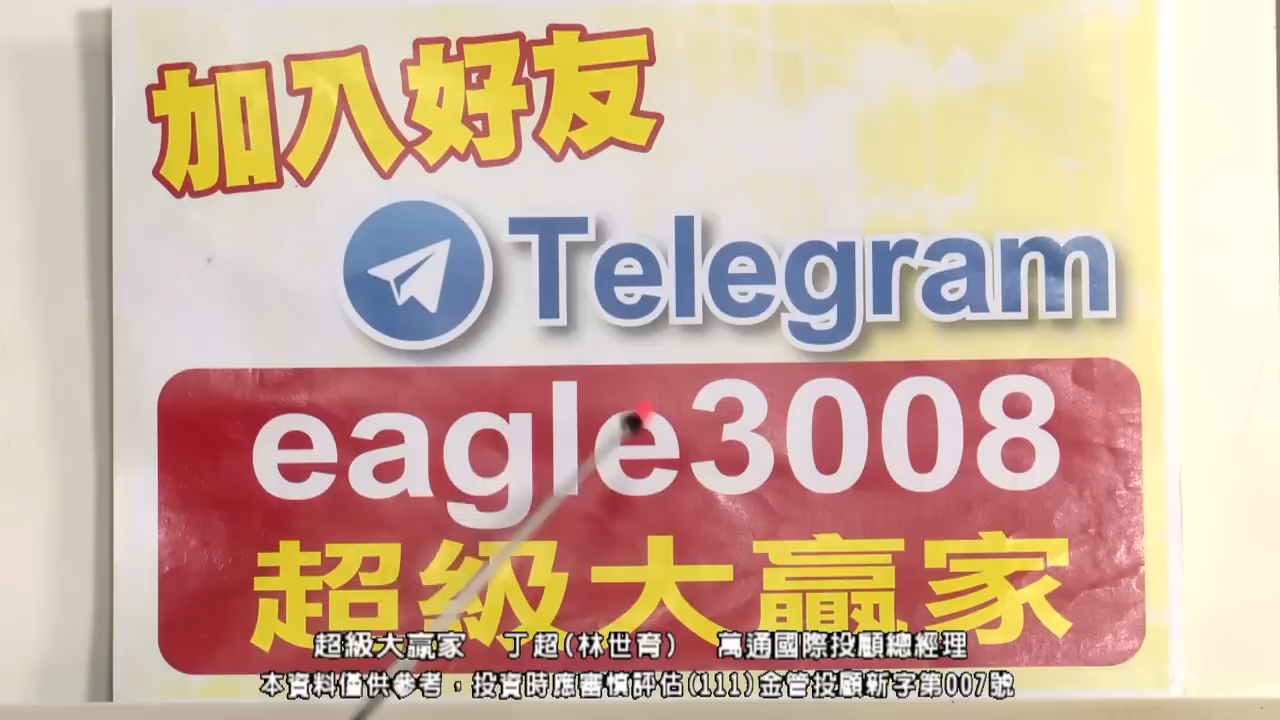 加入好友
Telegram
eagle3008
超級大贏家
超級大贏家 丁超(林世育) 萬通國際投顧總經理
本資料僅供參考，投資時應審慎評估(111)金管投顧新字第007號